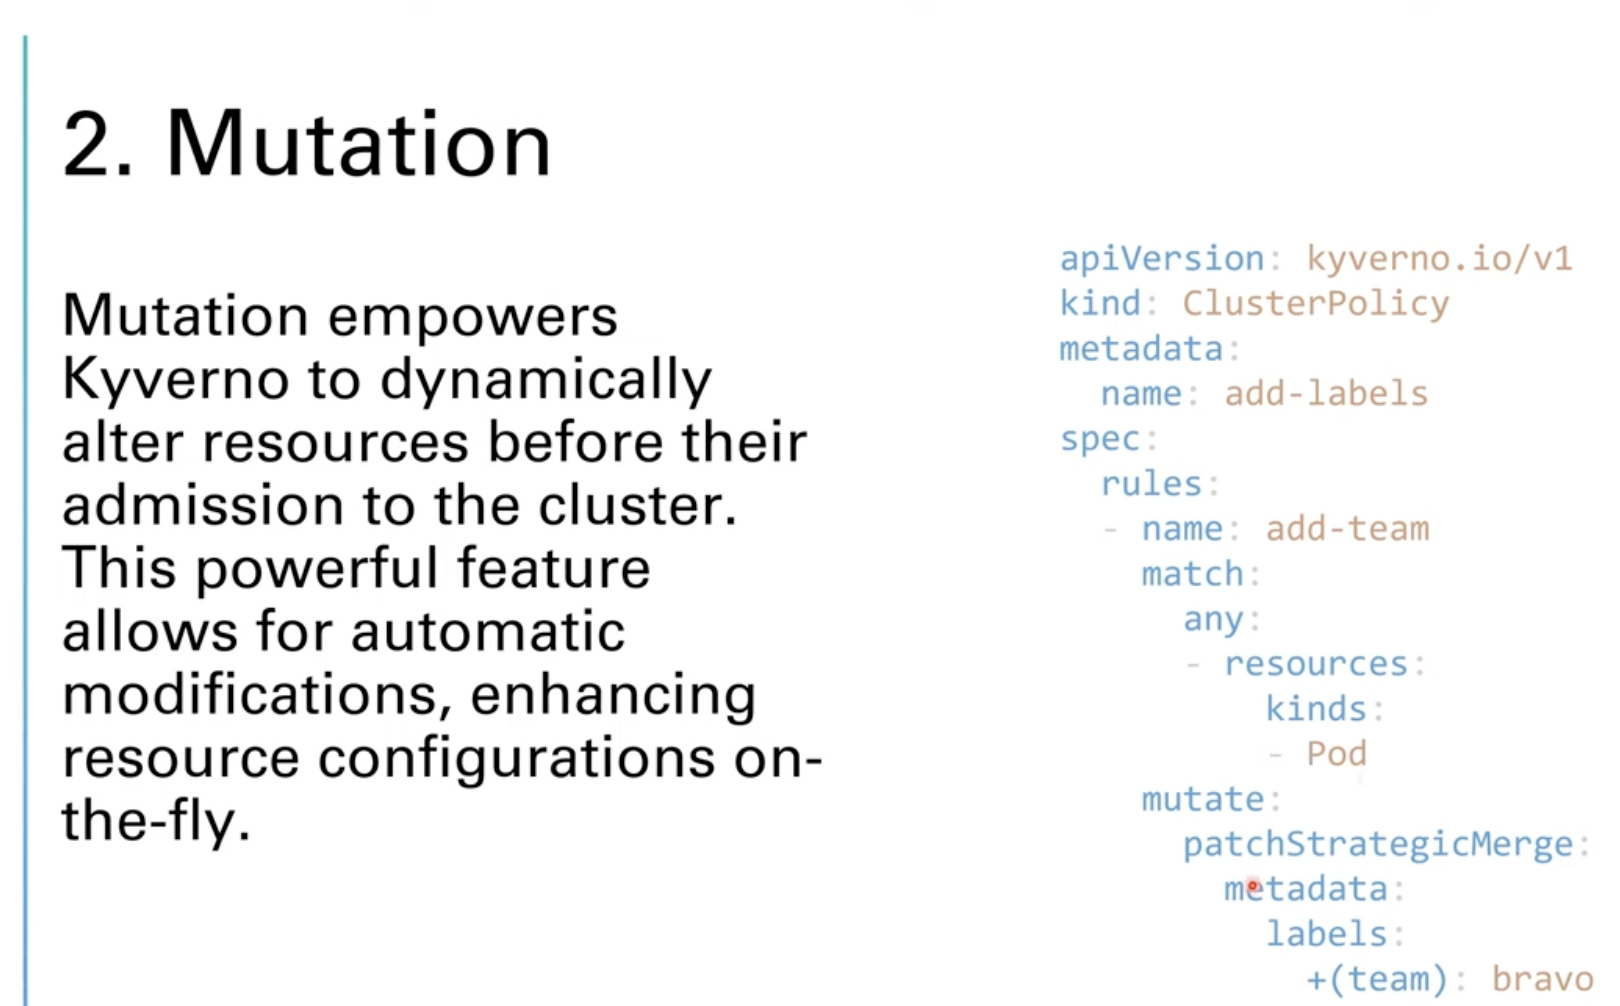 2. Mutation
Mutation empowers
Kyverno to dynamically
alter resources before their
admission to the cluster.
This powerful feature
allows for automatic
modifications, enhancing
resource configurations on-
the-fly.
apiVersion: kyverno.io/v1
kind: ClusterPolicy
metadata:
  name: add-labels
spec:
  rules:
  - name: add-team
    match:
      any:
      - resources:
          kinds:
          - Pod
    mutate:
      patchStrategicMerge:
        metadata:
          labels:
            +(team): bravo